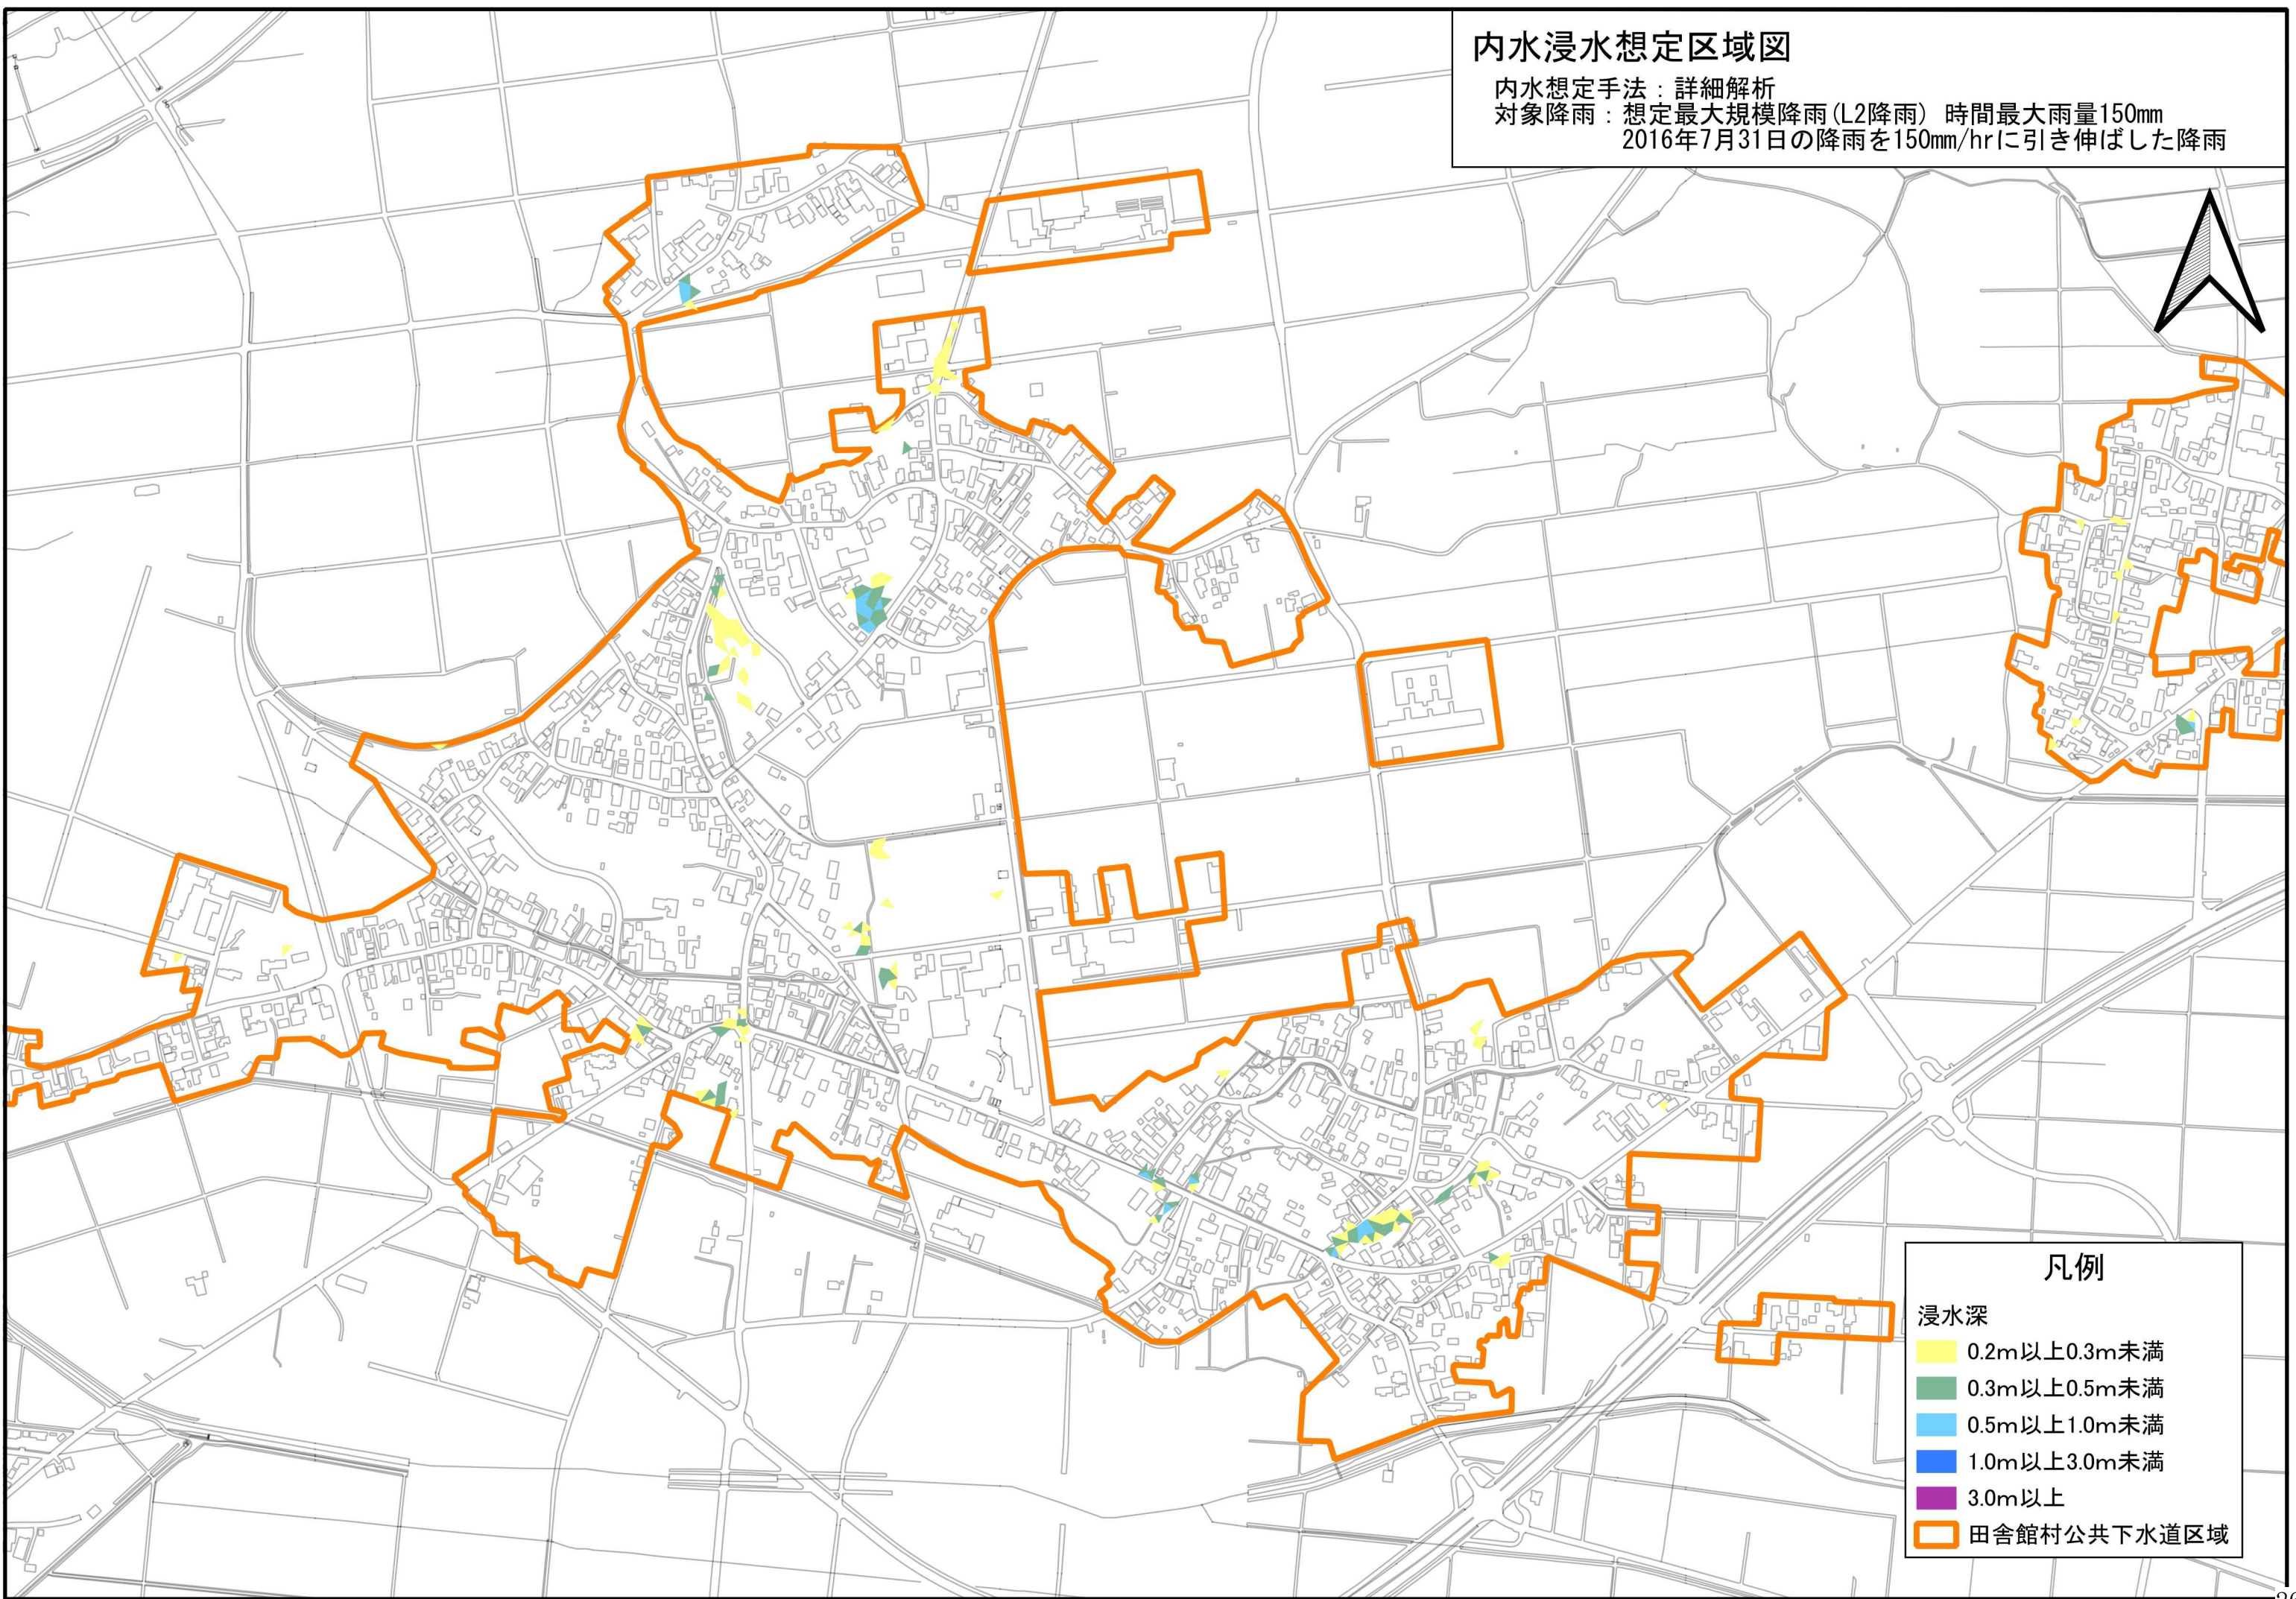 内水浸水想定区域図
内水想定手法：詳細解析
対象降雨：想定最大規模降雨(L2降雨) 時間最大雨量150mm
2016年7月31日の降雨を150mm/hrに引き伸ばした降雨
凡例
浸水深
0.2m以上0.3m未満
0.3m以上0.5m未満
0.5m以上1.0m未満
1.0m以上3.0m未満
3.0m以上
田舎館村公共下水道区域